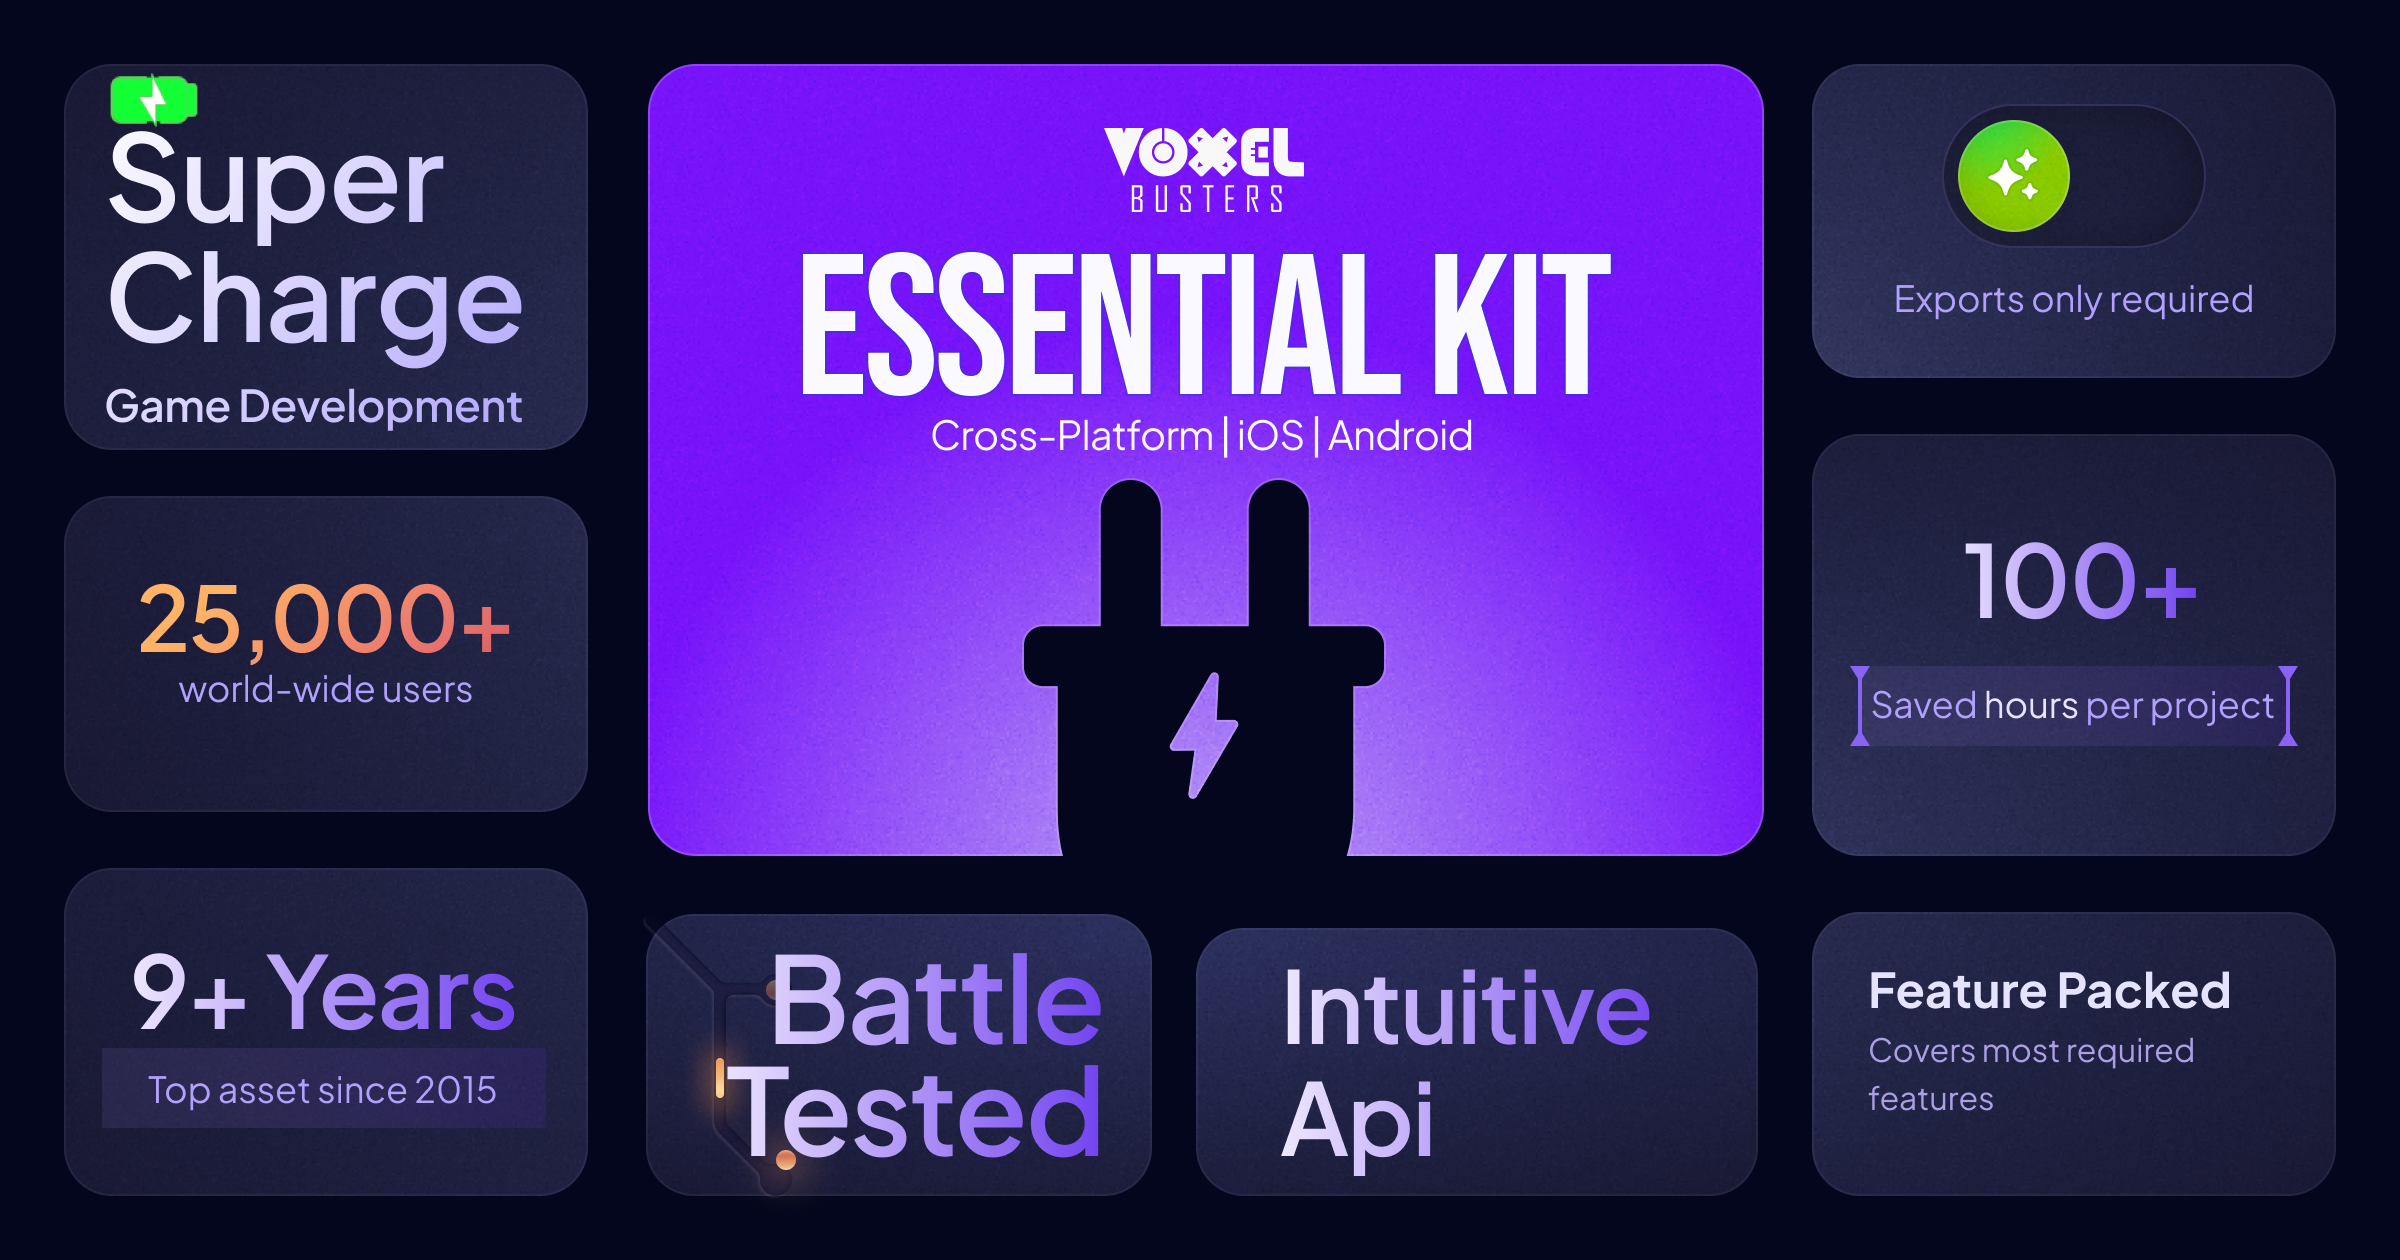 Super
Charge
Game Development
25,000+
world-wide users
9+ Years
Top asset since 2015
VOXEL
BUSTERS
ESSENTIAL KIT
Cross-Platform | iOS | Android
Battle
Tested
Intuitive
Api
Exports only required
100+
Saved hours per project
Feature Packed
Covers most required
features